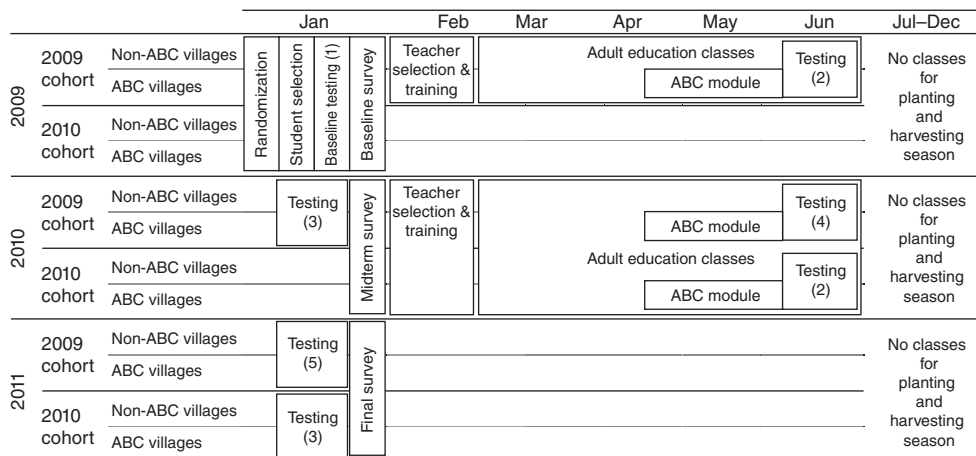 Jan Feb Mar Apr May Jun Jul–Dec
2009
2009 cohort
Non-ABC villages
ABC villages
2010 cohort
Non-ABC villages
ABC villages
Randomization
Student selection
Baseline testing (1)
Baseline survey
Teacher
selection &
training
Adult education classes
ABC module
Testing
(2)
No classes
for
planting
and
harvesting
season
2010
2009
cohort
Non-ABC villages
ABC villages
2010
cohort
Non-ABC villages
ABC villages
Testing
(3)
Midterm survey
Teacher
selection &
training
ABC module
Testing
(4)
Adult education classes
ABC module
Testing
(2)
No classes
for
planting
and
harvesting
season
2011
2009
cohort
Non-ABC villages
ABC villages
2010
cohort
Non-ABC villages
ABC villages
Testing
(5)
Testing
(3)
Final survey
No classes
for
planting
and
harvesting
season